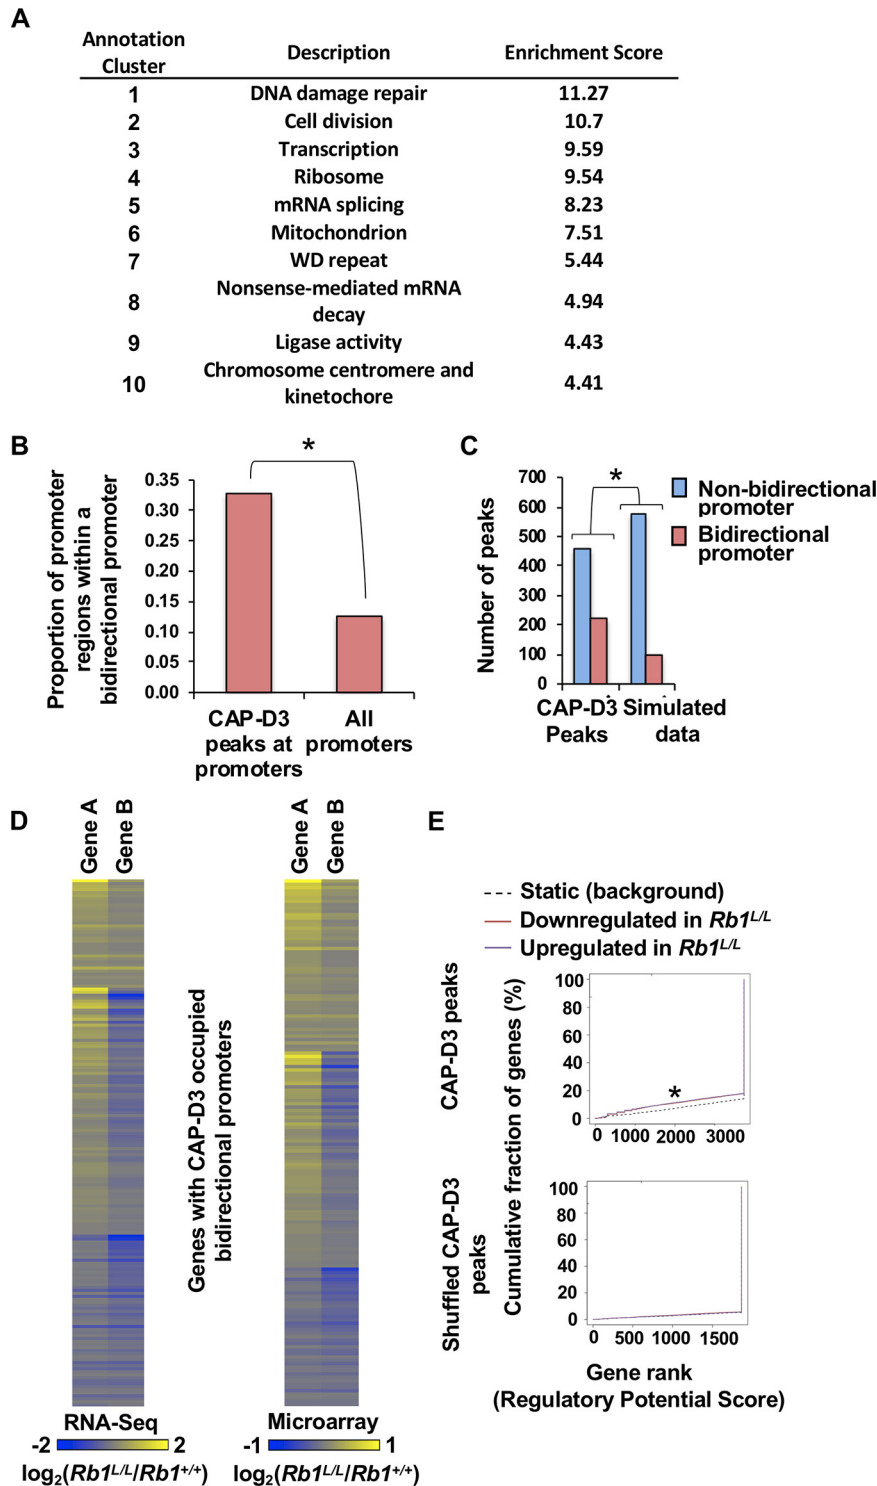 A
Annotation
Cluster
Description
Enrichment Score
1 DNA damage repair 11.27
2 Cell division 10.7
3 Transcription 9.59
4 Ribosome 9.54
5 mRNA splicing 8.23
6 Mitochondrion 7.51
7 WD repeat 5.44
8 Nonsense-mediated mRNA
decay 4.94
9 Ligase activity 4.43
10 Chromosome centromere and
kinetochore 4.41
B
Proportion of promoter
regions within a
bidirectional promoter
0.35
0.30
0.25
0.20
0.15
0.10
0.05
0.00
*
CAP-D3
peaks at
promoters
All
promoters
C
Number of peaks
700
600
500
400
300
200
100
0
*
Non-bidirectional
promoter
Bidirectional
promoter
CAP-D3
Peaks
Simulated
data
D
Gene A
Gene B
Gene A
Gene B
Genes with CAP-D3 occupied
bidirectional promoters
RNA-Seq
-2 2
log2(Rb1L/L/Rb1+/+)
Microarray
-1 1
log2(Rb1L/L/Rb1+/+)
E
Static (background)
Downregulated in Rb1L/L
Upregulated in Rb1L/L
CAP-D3 peaks
Shuffled CAP-D3
peaks
Cumulative fraction of genes (%)
100
80
60
40
20
0
*
0 1000 2000 3000
100
80
60
40
20
0
0 500 1000 1500
Gene rank
(Regulatory Potential Score)